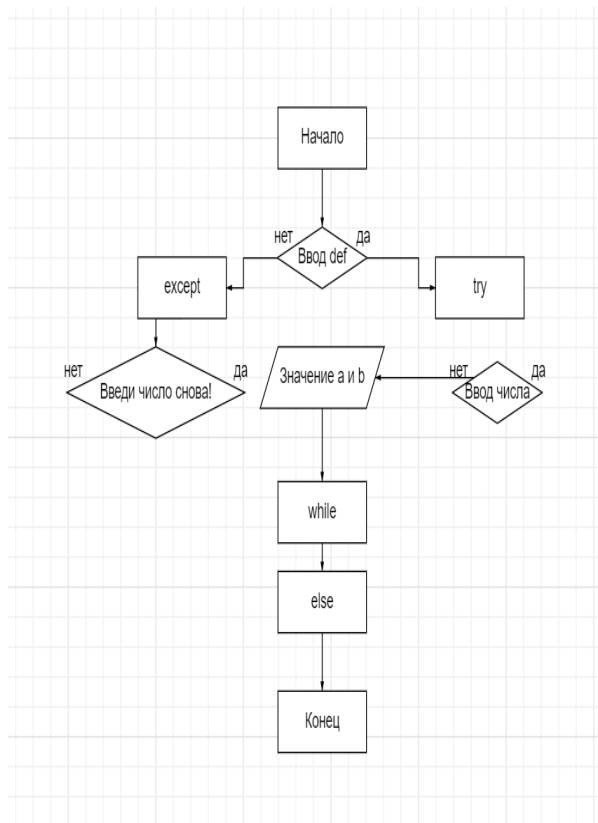 Начало
нет
да
Ввод def
except
try
нет
да
Введи число снова!
Значение a и b
нет
да
Ввод числа
while
else
Конец